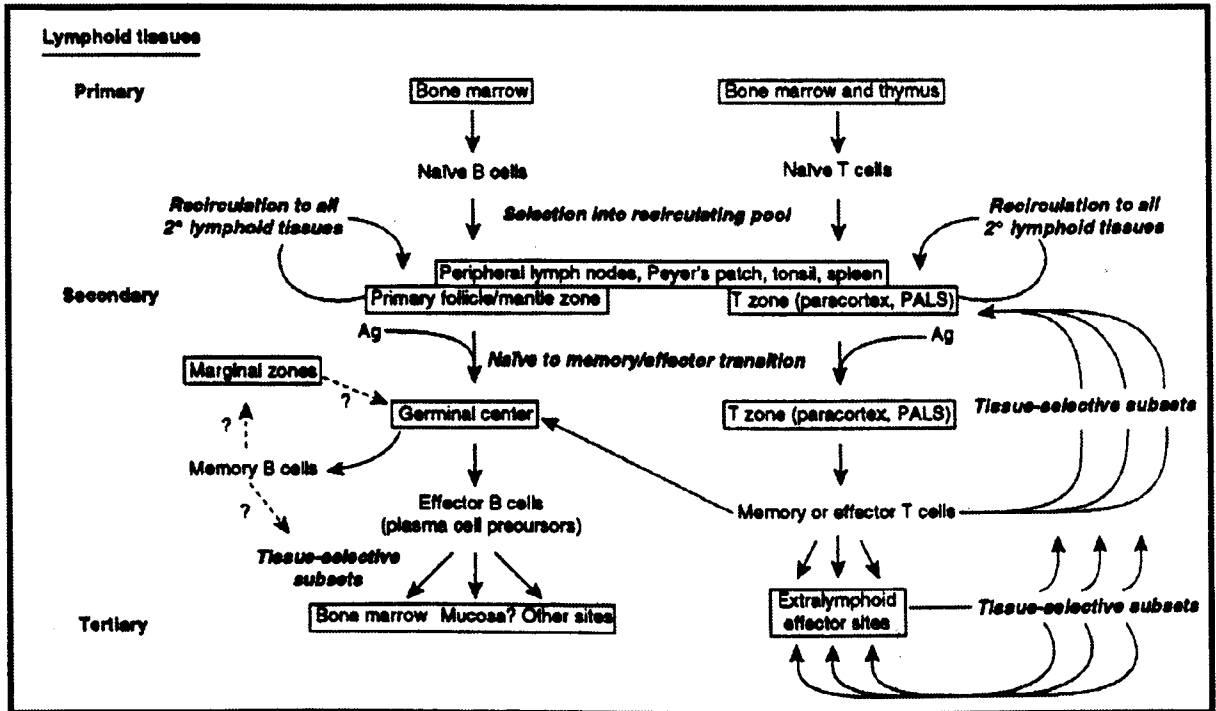 Lymphoid tissues
Primary
Bone marrow
Bone marrow and thymus
Naïve B cells
Naïve T cells
Recirculation to all
2° lymphoid tissues
Selection into recirculating pool
Recirculation to all
2° lymphoid tissues
Peripheral lymph nodes, Peyer's patch, tonsil, spleen
Secondary
Primary follicle/mantle zone
T zone (paracortex, PALS)
Ag
Ag
Naïve to memory/effector transition
Marginal zones
?
Germinal center
T zone (paracortex, PALS)
Tissue-selective subsets
?
Memory B cells
?
Effector B cells
(plasma cell precursors)
Memory or effector T cells
Tissue-selective
subsets
Tertiary
Bone marrow Mucosa? Other sites
Extralymphoid
effector sites
Tissue-selective subsets